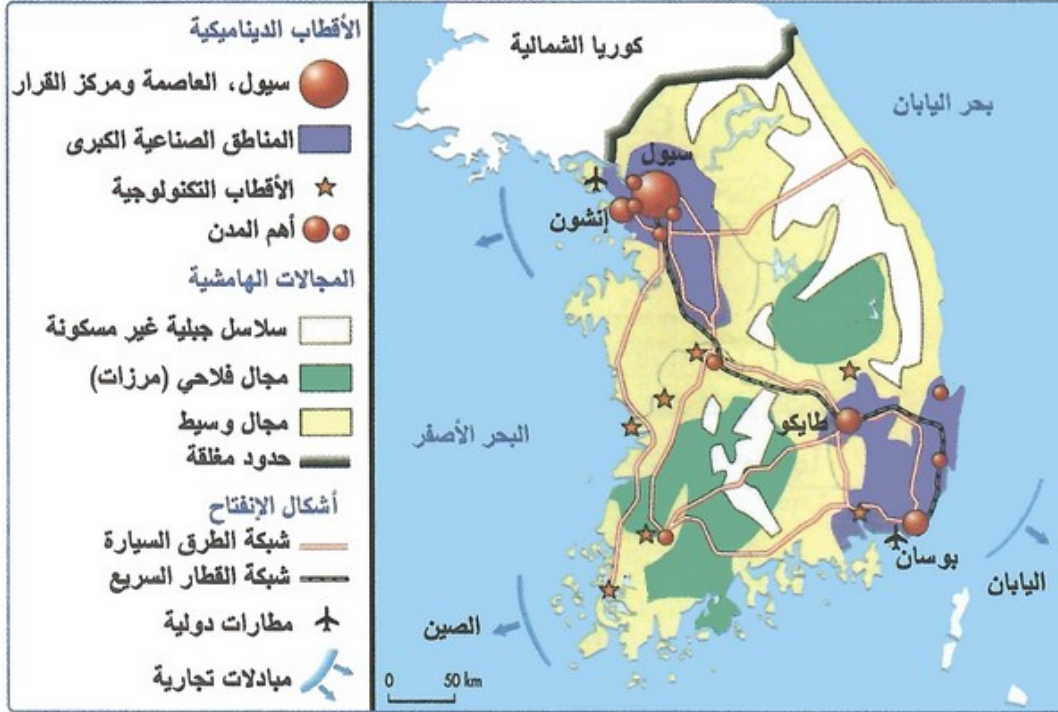 الأقطاب الديناميكية
سيول، العاصمة ومركز القرار
المناطق الصناعية الكبرى
الأقطاب التكنولوجية
أهم المدن
المجالات الهامشية
سلاسل جبلية غير مسكونة
مجال فلاحي (مرزات)
مجال وسيط
حدود مغلقة
أشكال الإنفتاح
شبكة الطرق السيارة
شبكة القطار السريع
مطارات دولية
مبادلات تجارية
كوريا الشمالية
بحر اليابان
سيول
إنشون
طايكو
البحر الأصفر
بوسان
اليابان
الصين
0 50 km